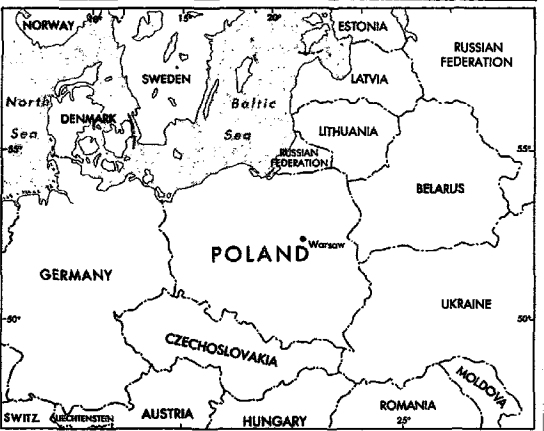 10° 15° 20°
NORWAY
ESTONIA
RUSSIAN
FEDERATION
SWEDEN
LATVIA
North
Sea
Baltic
Sea
DENMARK
LITHUANIA
55°
RUSSIAN
FEDERATION
55°
BELARUS
POLAND
Warsaw
GERMANY
UKRAINE
50°
50°
CZECHOSLOVAKIA
MOLDOVA
SWITZ.
LIECHTENSTEIN
AUSTRIA
HUNGARY
ROMANIA
25°